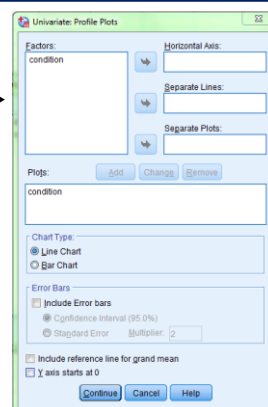 Univariate: Profile Plots
Factors:
condition
Horizontal Axis:
Separate Lines:
Separate Plots:
Plots:
Add
Change
Remove
condition
Chart Type:
Line Chart
Bar Chart
Error Bars
Include Error bars
Confidence Interval (95.0%)
Standard Error
Multiplier: 2
Include reference line for grand mean
Y axis starts at 0
Continue
Cancel
Help